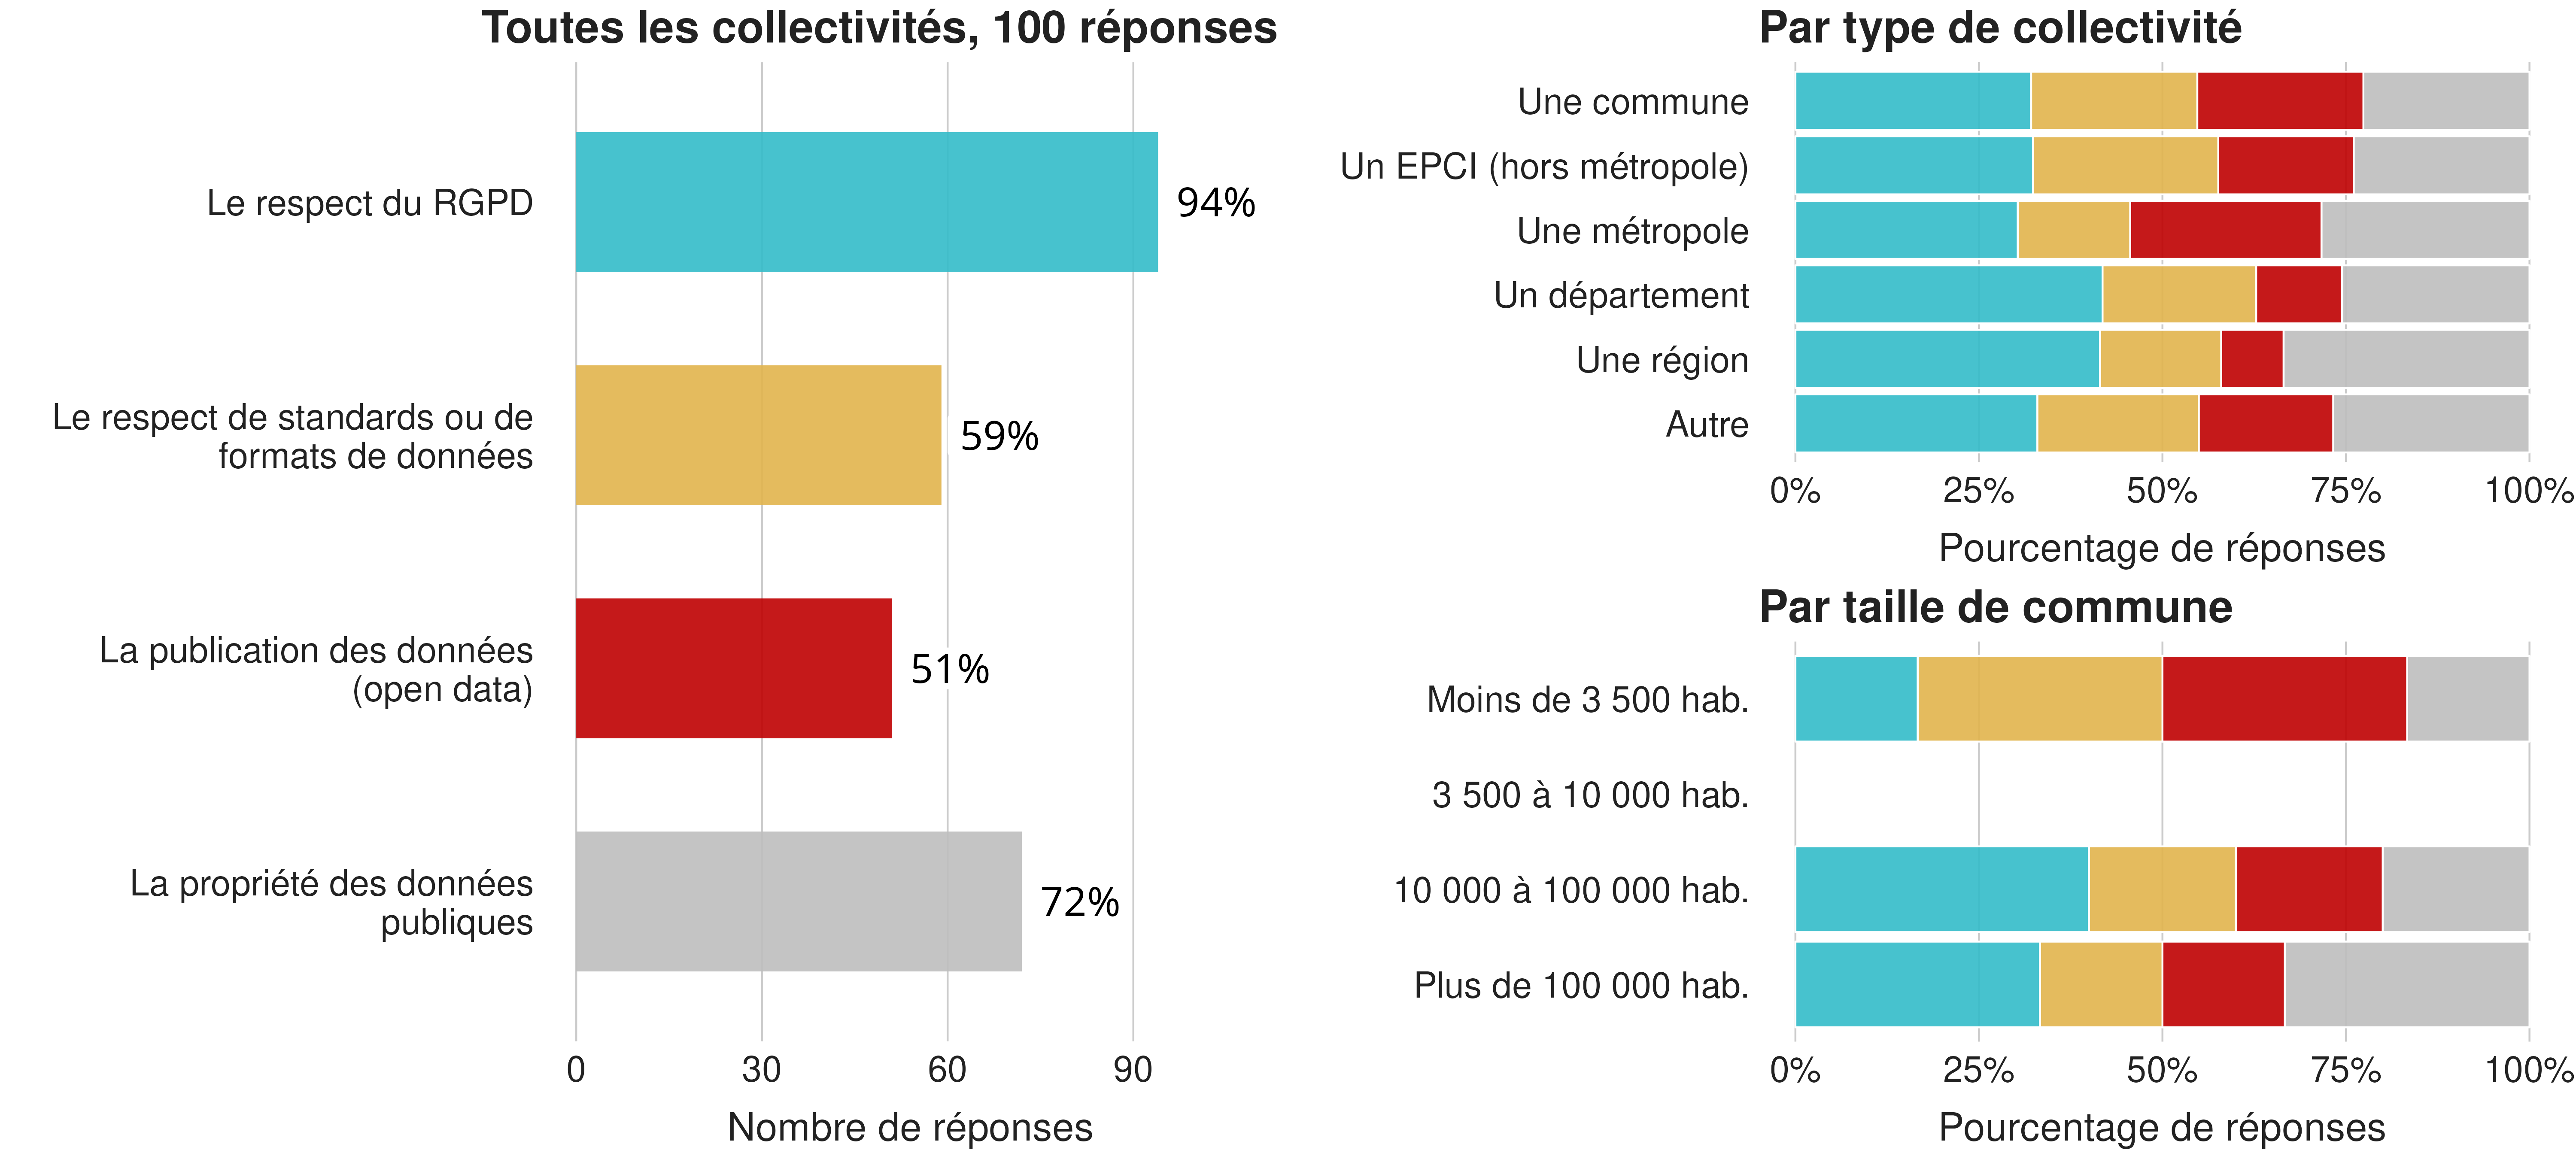 Toutes les collectivités, 100 réponses
Le respect du RGPD
94%
Le respect de standards ou de
formats de données
59%
La publication des données
(open data)
51%
La propriété des données
publiques
72%
0 30 60 90
Nombre de réponses
Par type de collectivité
Une commune
Un EPCI (hors métropole)
Une métropole
Un département
Une région
Autre
0% 25% 50% 75% 100%
Pourcentage de réponses
Par taille de commune
Moins de 3 500 hab.
3 500 à 10 000 hab.
10 000 à 100 000 hab.
Plus de 100 000 hab.
0% 25% 50% 75% 100%
Pourcentage de réponses